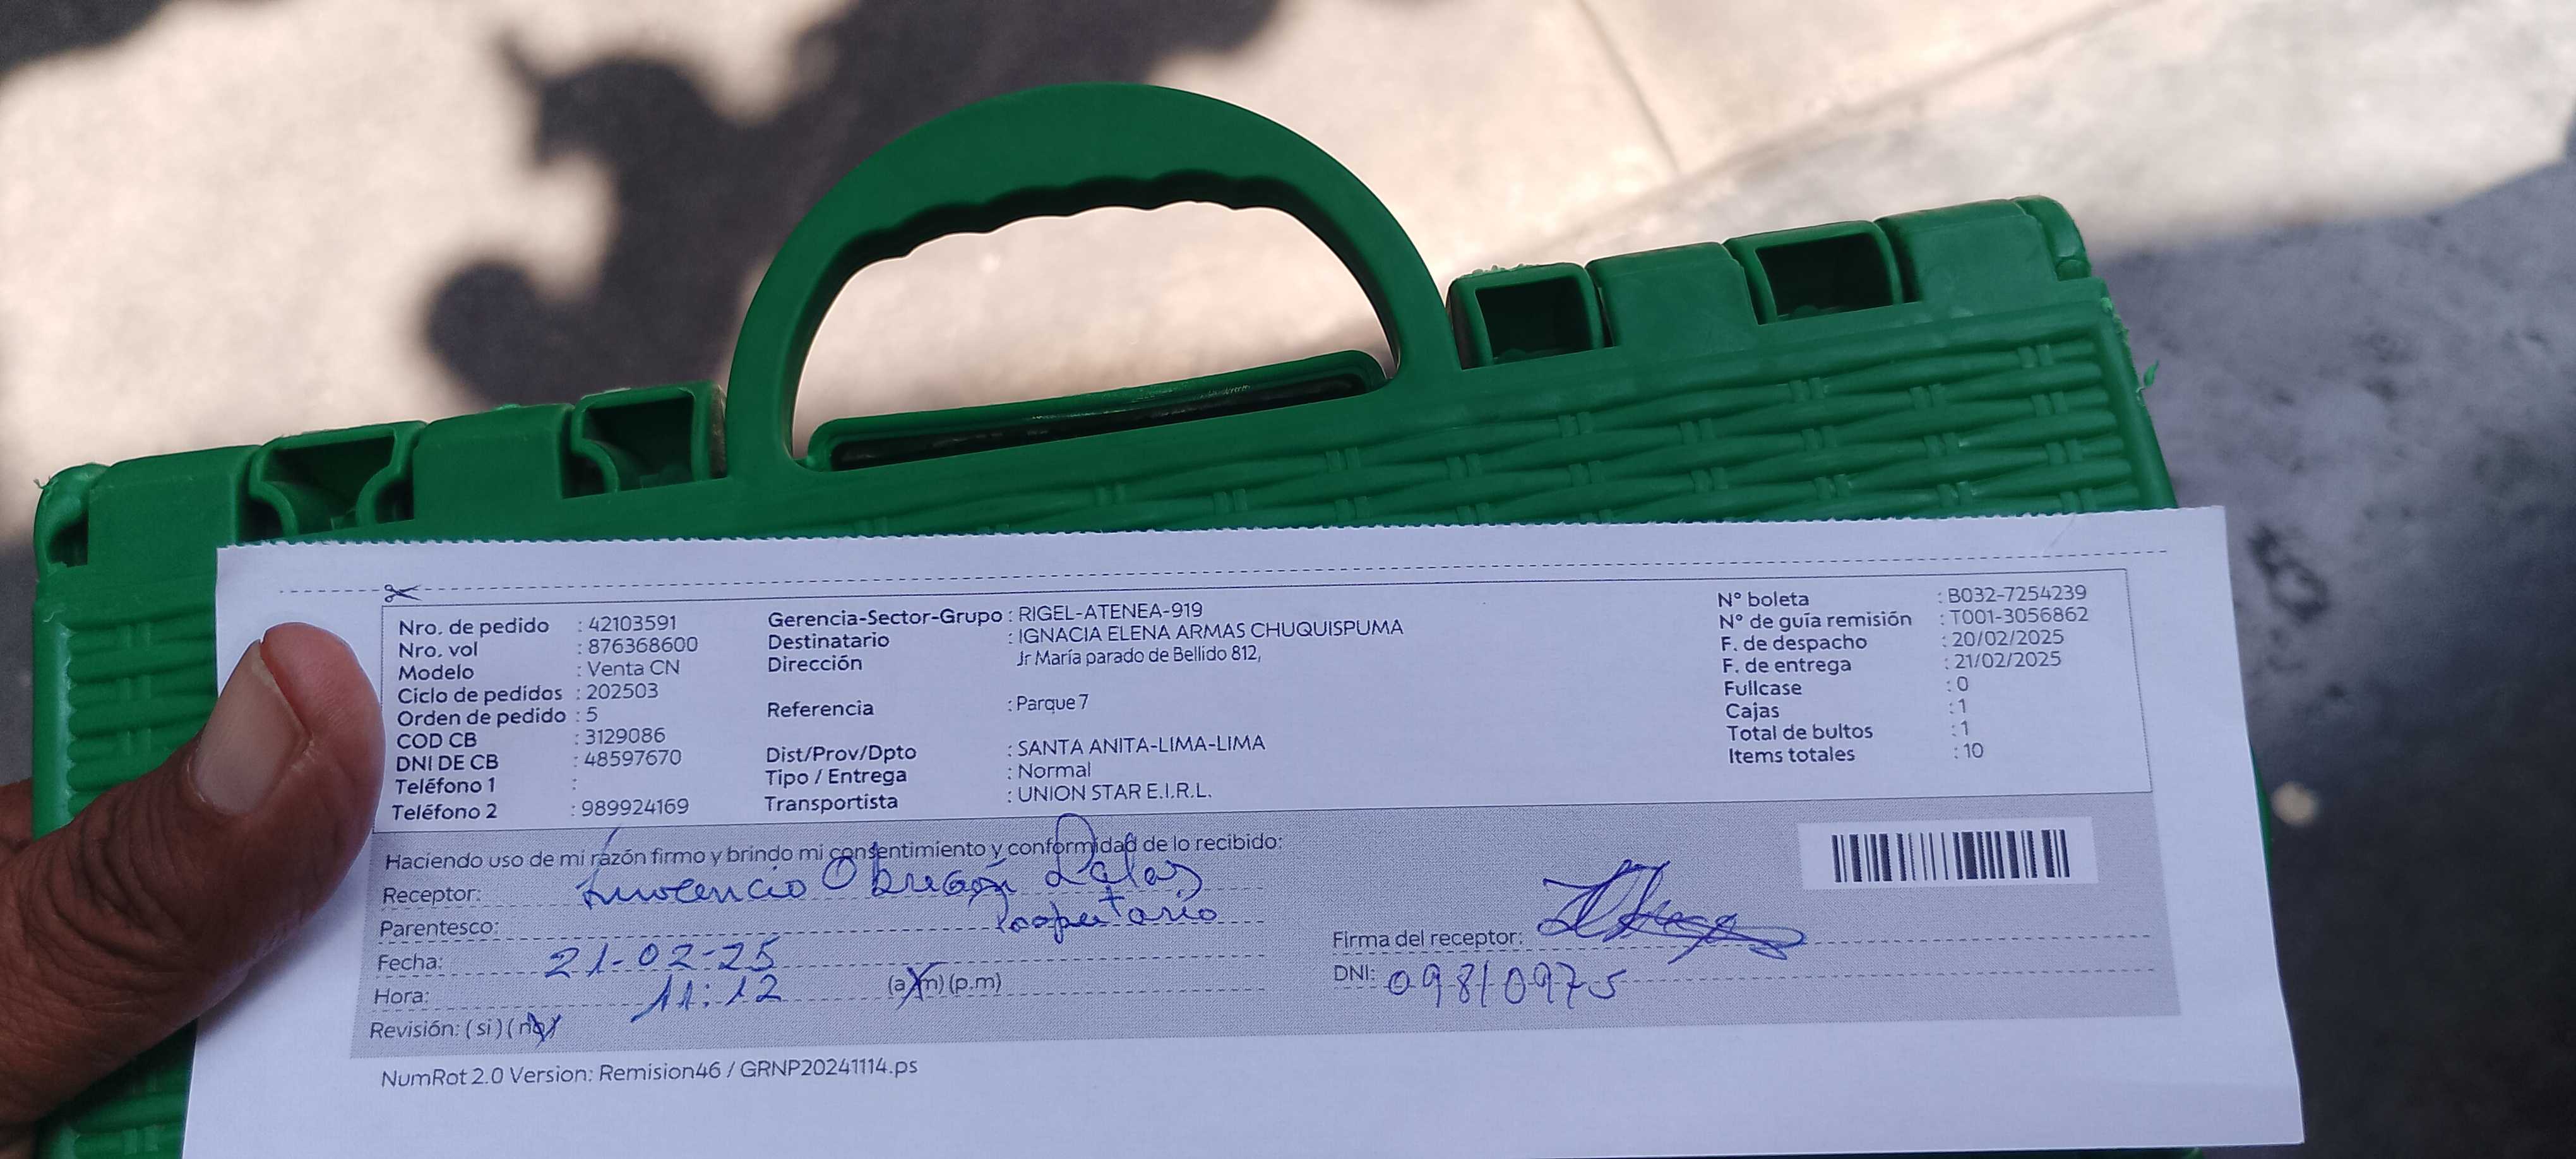 Nro. de pedido : 42103591
Nro. vol : 876368600
Modelo : Venta CN
Ciclo de pedidos : 202503
Orden de pedido : 5
COD CB : 3129086
DNI DE CB : 48597670
Teléfono 1 :
Teléfono 2 : 989924169
Gerencia-Sector-Grupo : RIGEL-ATENEA-919
Destinatario : IGNACIA ELENA ARMAS CHUQUISPUMA
Dirección Jr María parado de Bellido 812,
Referencia : Parque 7
Dist/Prov/Dpto : SANTA ANITA-LIMA-LIMA
Tipo / Entrega : Normal
Transportista : UNION STAR E.I.R.L.
N° boleta : B032-7254239
N° de guía remisión : T001-3056862
F. de despacho : 20/02/2025
F. de entrega : 21/02/2025
Fullcase : 0
Cajas : 1
Total de bultos : 1
Items totales : 10
Haciendo uso de mi razón firmo y brindo mi consentimiento y conformidad de lo recibido:
Receptor: Inocencio Obregón
Parentesco: Propietario
Fecha: 21-02-25
Hora: 11:12 (a.m) (p.m)
Revisión: (si) (no)
Firma del receptor:
DNI: 09810975
NumRot 2.0 Version: Remision46 / GRNP20241114.ps